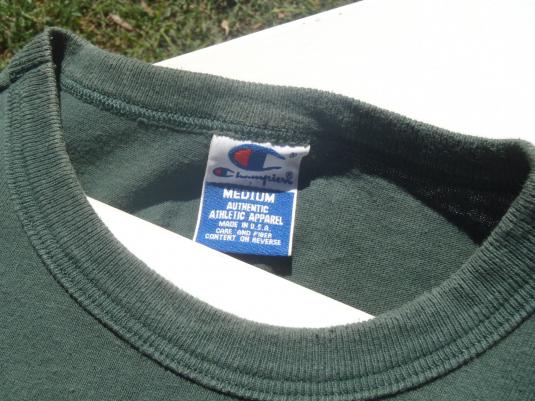 Champion
MEDIUM
AUTHENTIC
ATHLETIC APPAREL
MADE IN U.S.A.
CARE AND FIBER
CONTENT ON REVERSE